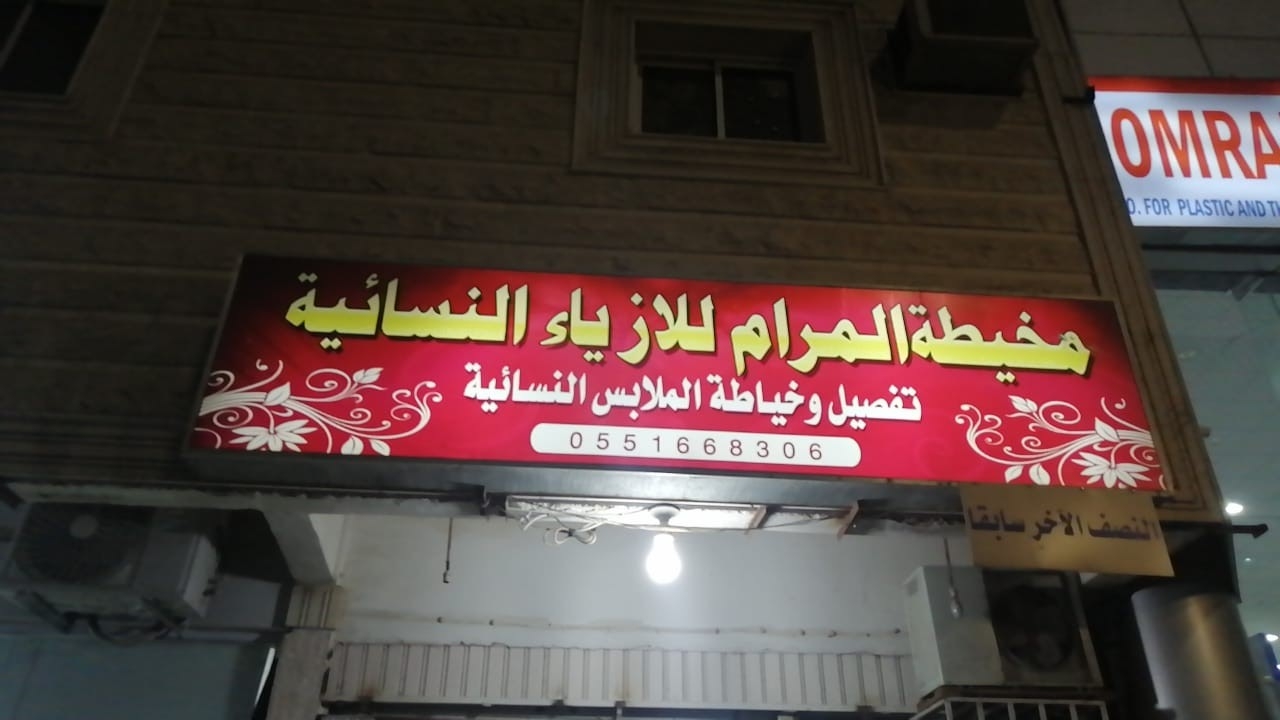 مخيطة المرام للازياء النسائية
تفصيل وخياطة الملابس النسائية
0551668306
النصف الآخر سابقا
OMRA
O. FOR PLASTIC AND TH